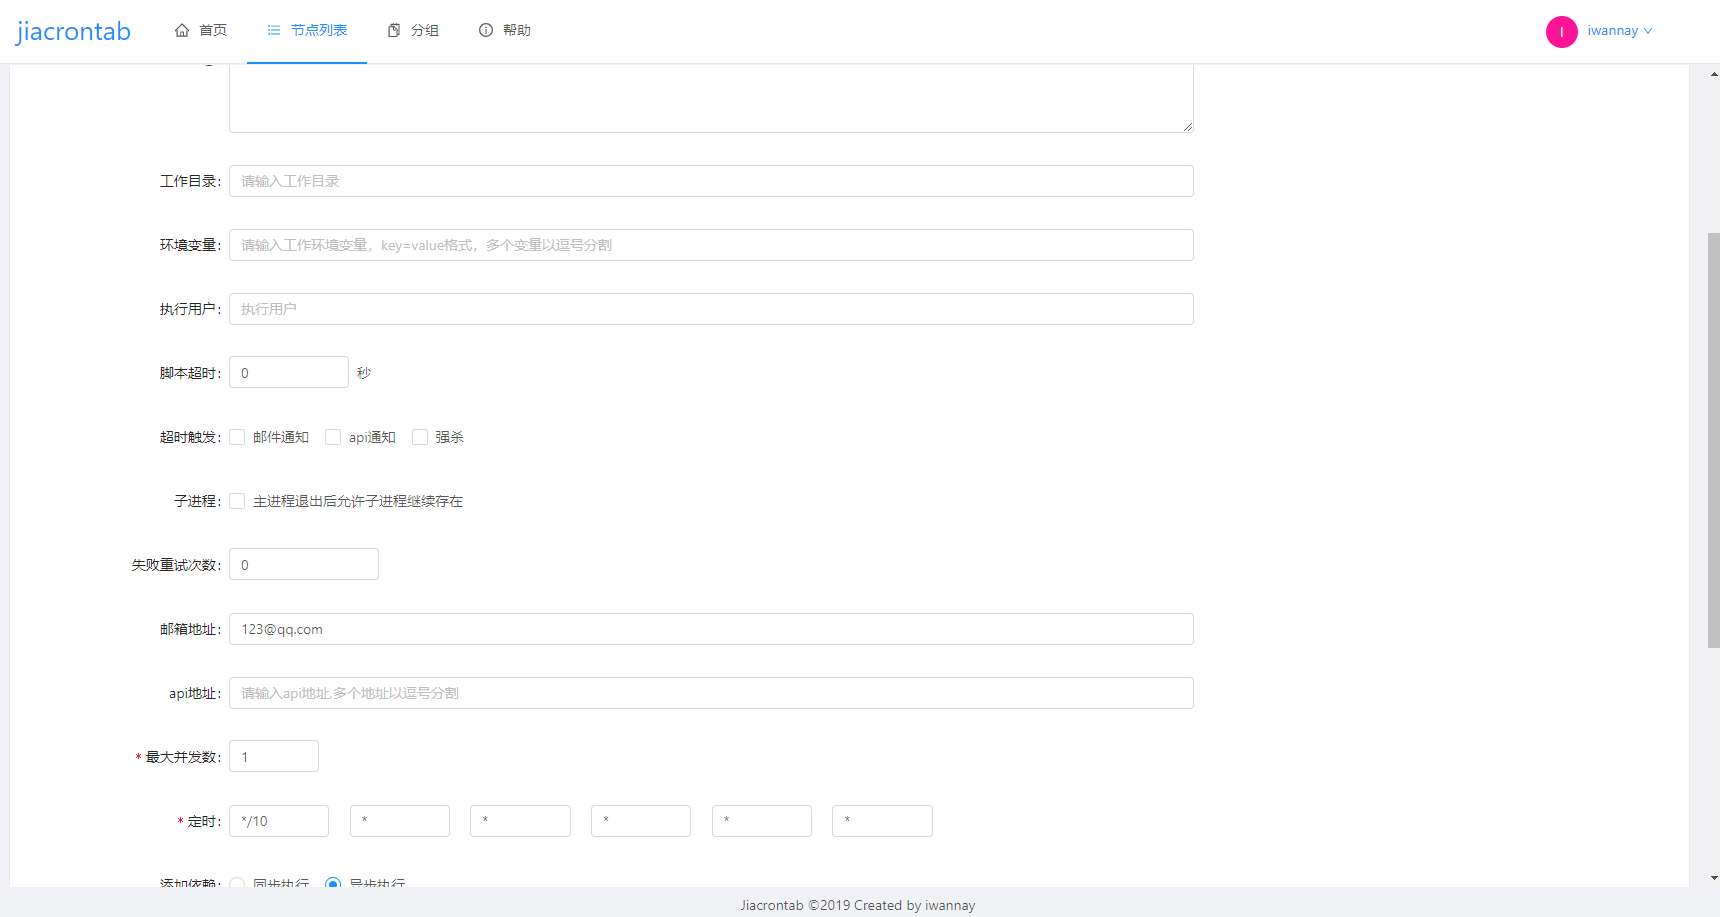 jiacrontab 首页 节点列表 分组 帮助 I iwannay
工作目录: 请输入工作目录
环境变量: 请输入工作环境变量，key=value格式，多个变量以逗号分割
执行用户: 执行用户
脚本超时: 0 秒
超时触发: 邮件通知 api通知 强杀
子进程: 主进程退出后允许子进程继续存在
失败重试次数: 0
邮箱地址: 123@qq.com
api地址: 请输入api地址,多个地址以逗号分割
* 最大并发数: 1
* 定时: */10 * * * * *
添加依赖: 同步执行 异步执行
Jiacrontab ©2019 Created by iwannay